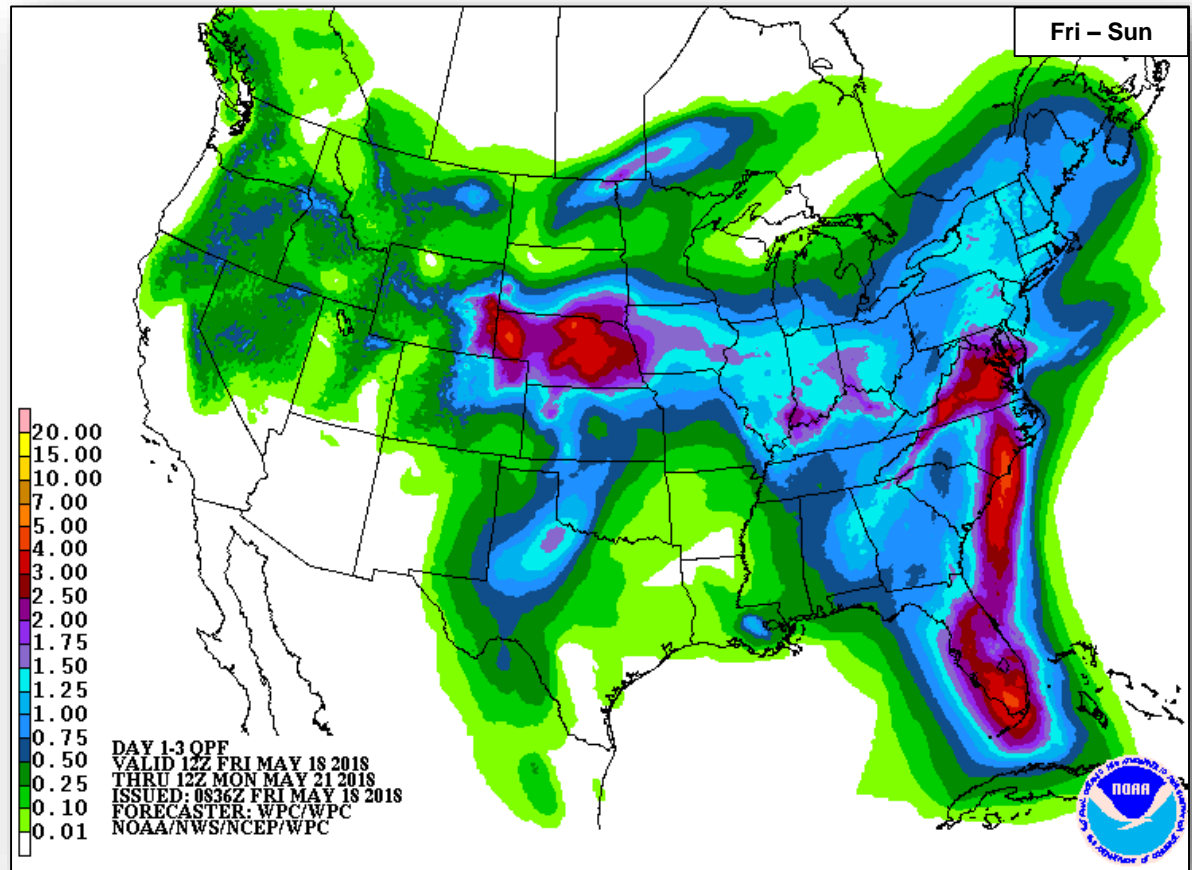 Fri – Sun
20.00
15.00
10.00
7.00
5.00
4.00
3.00
2.50
2.00
1.75
1.50
1.25
1.00
0.75
0.50
0.25
0.10
0.01
DAY 1-3 QPF
VALID 12Z FRI MAY 18 2018
THRU 12Z MON MAY 21 2018
ISSUED: 0836Z FRI MAY 18 2018
FORECASTER: WPC/WPC
NOAA/NWS/NCEP/WPC
NOAA